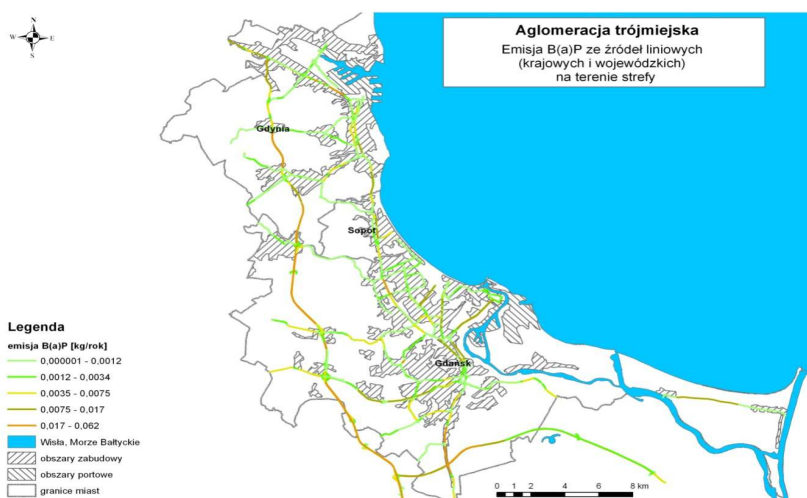 N
W E
S
Aglomeracja trójmiejska
Emisja B(a)P ze źródeł liniowych
(krajowych i wojewódzkich)
na terenie strefy
Gdynia
Sopot
Gdańsk
Legenda
emisja B(a)P [kg/rok]
0,000001 - 0,0012
0,0012 - 0,0034
0,0035 - 0,0075
0,0075 - 0,017
0,017 - 0,062
Wisła, Morze Bałtyckie
obszary zabudowy
obszary portowe
granice miast
0 1 2 4 6 8 km